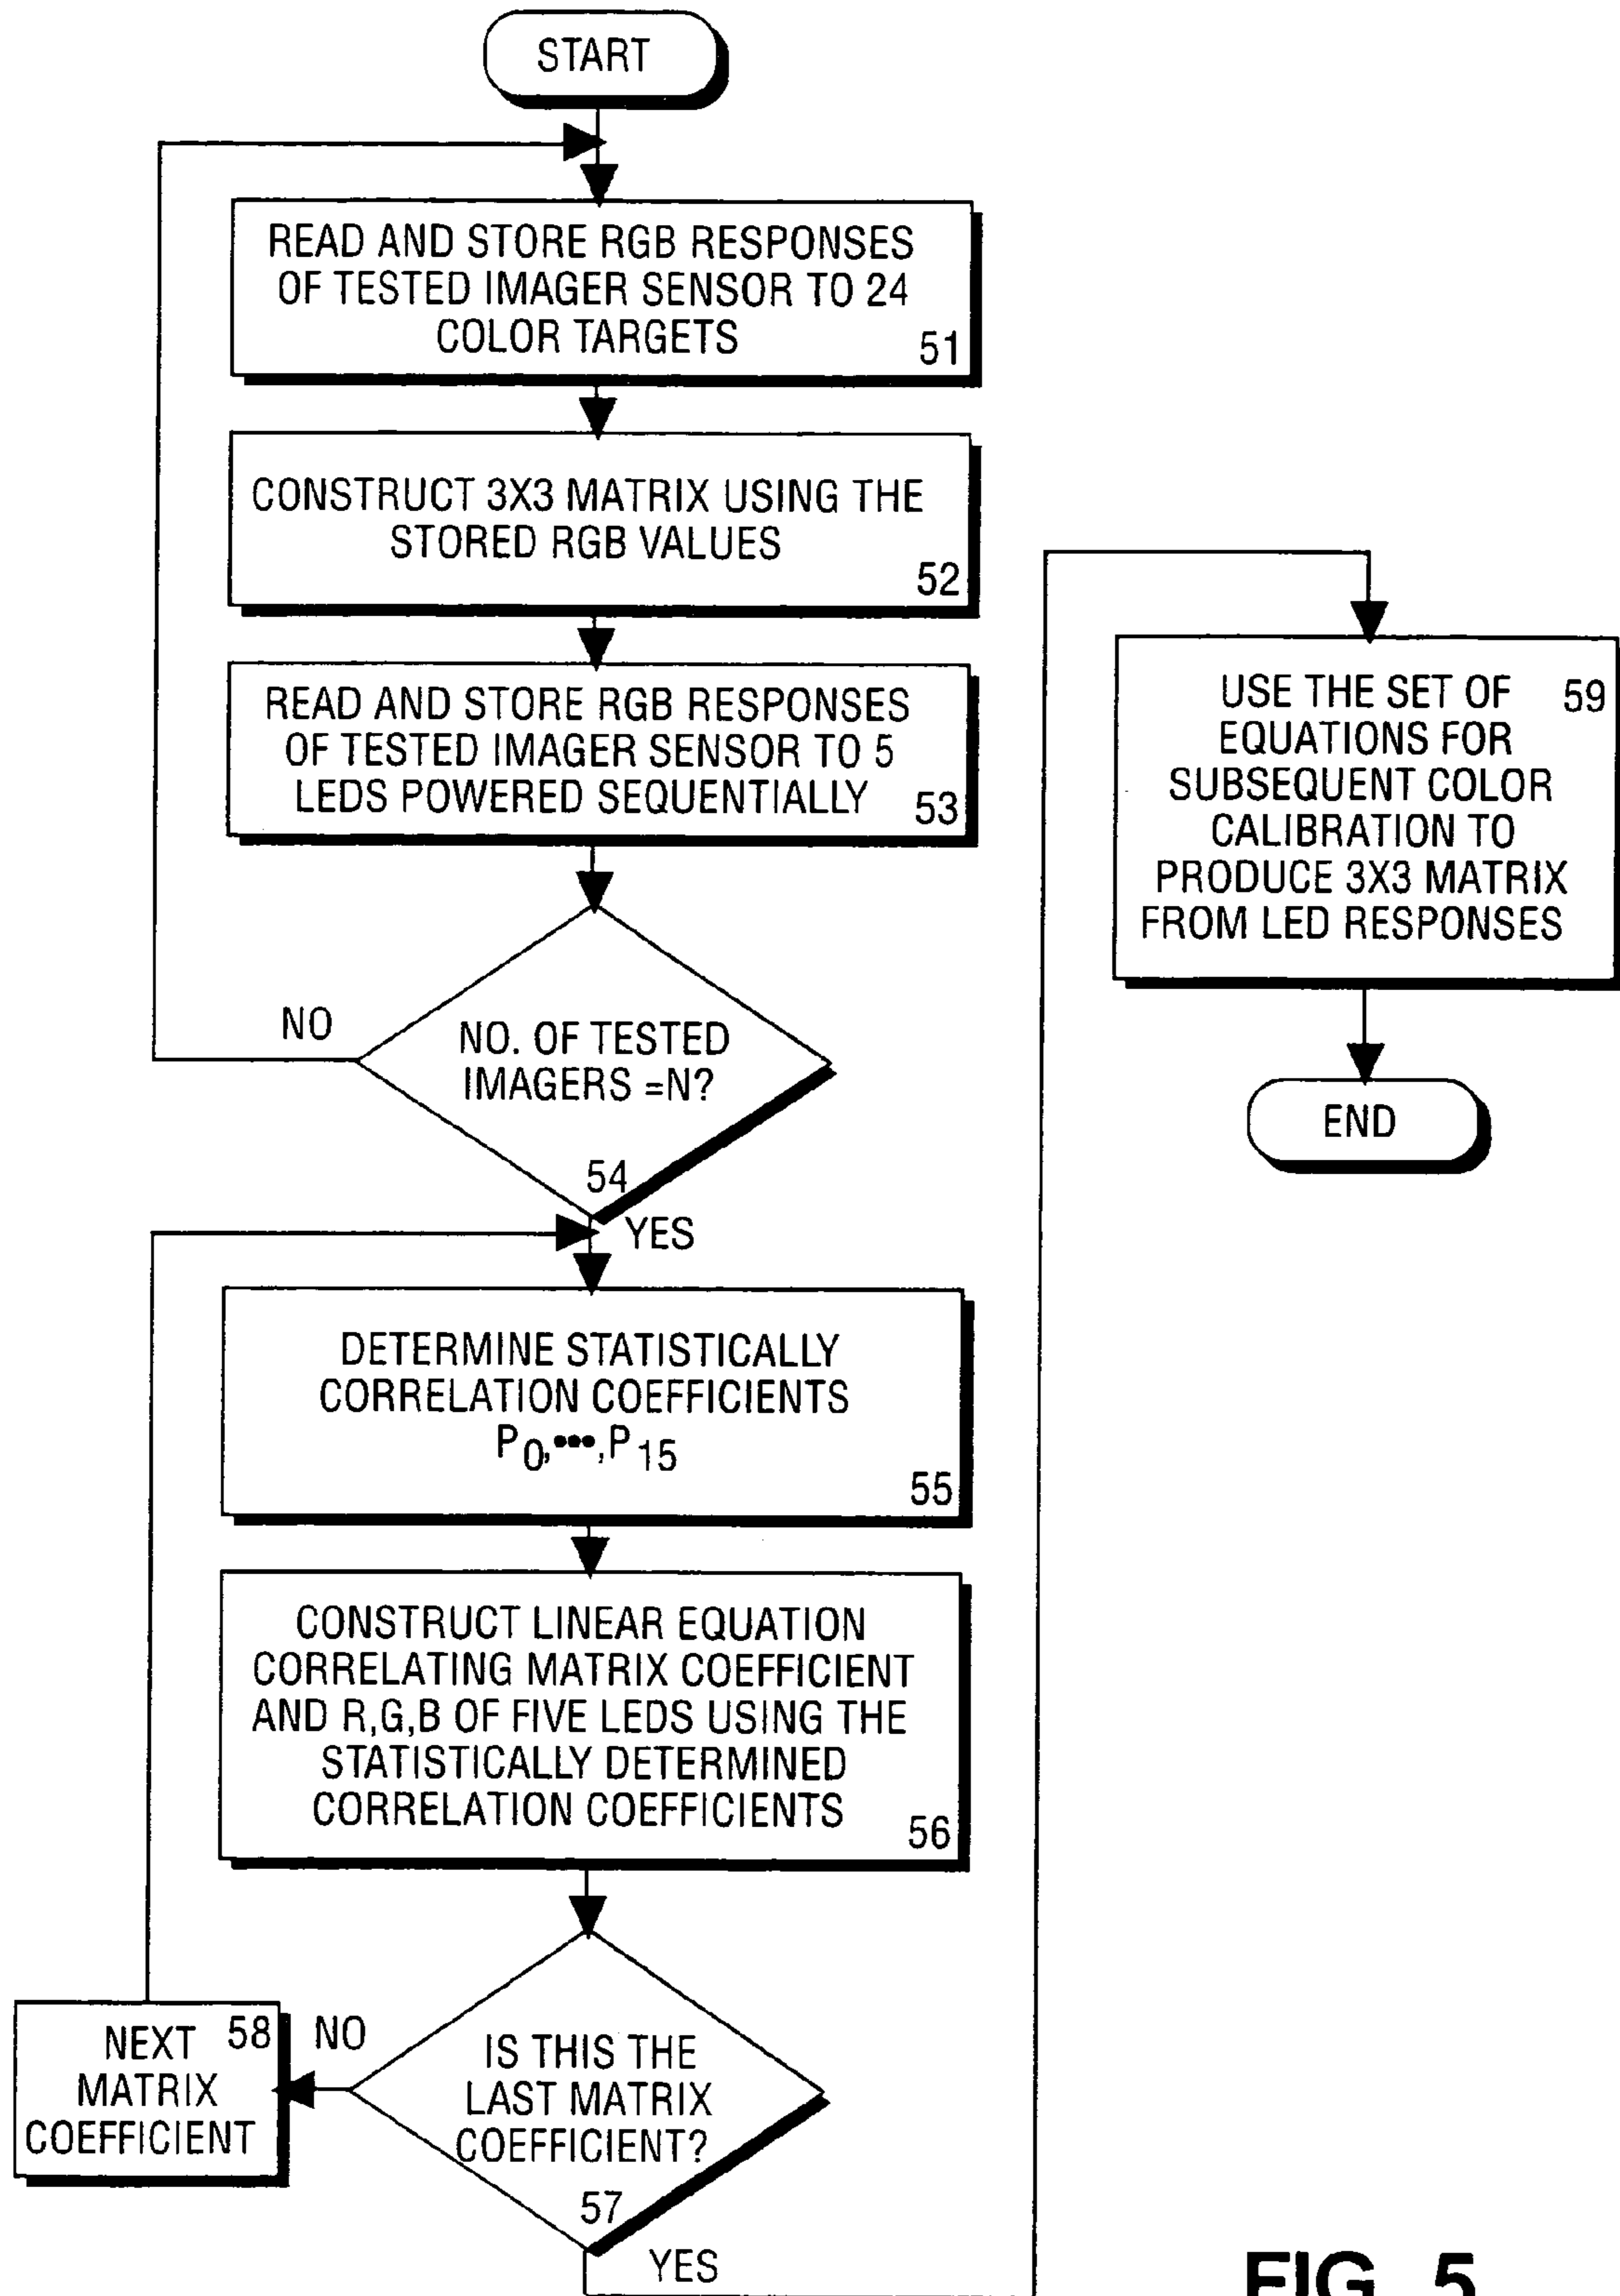 START
READ AND STORE RGB RESPONSES
OF TESTED IMAGER SENSOR TO 24
COLOR TARGETS
51
CONSTRUCT 3X3 MATRIX USING THE
STORED RGB VALUES
52
READ AND STORE RGB RESPONSES
OF TESTED IMAGER SENSOR TO 5
LEDS POWERED SEQUENTIALLY
53
NO
NO. OF TESTED
IMAGERS =N?
54
YES
DETERMINE STATISTICALLY
CORRELATION COEFFICIENTS
P0,•••,P15
55
CONSTRUCT LINEAR EQUATION
CORRELATING MATRIX COEFFICIENT
AND R,G,B OF FIVE LEDS USING THE
STATISTICALLY DETERMINED
CORRELATION COEFFICIENTS
56
IS THIS THE
LAST MATRIX
COEFFICIENT?
57
NO
NEXT 58
MATRIX
COEFFICIENT
YES
USE THE SET OF 59
EQUATIONS FOR
SUBSEQUENT COLOR
CALIBRATION TO
PRODUCE 3X3 MATRIX
FROM LED RESPONSES
END
FIG. 5